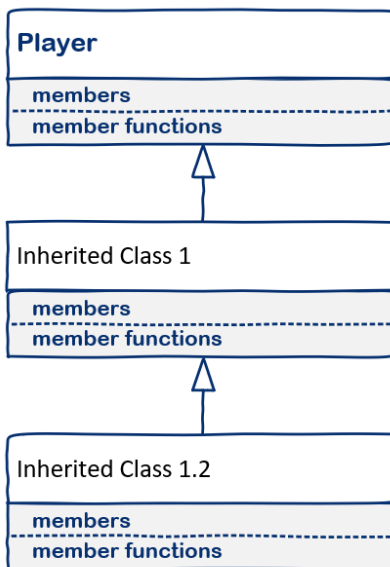 Player
members
member functions
Inherited Class 1
members
member functions
Inherited Class 1.2
members
member functions